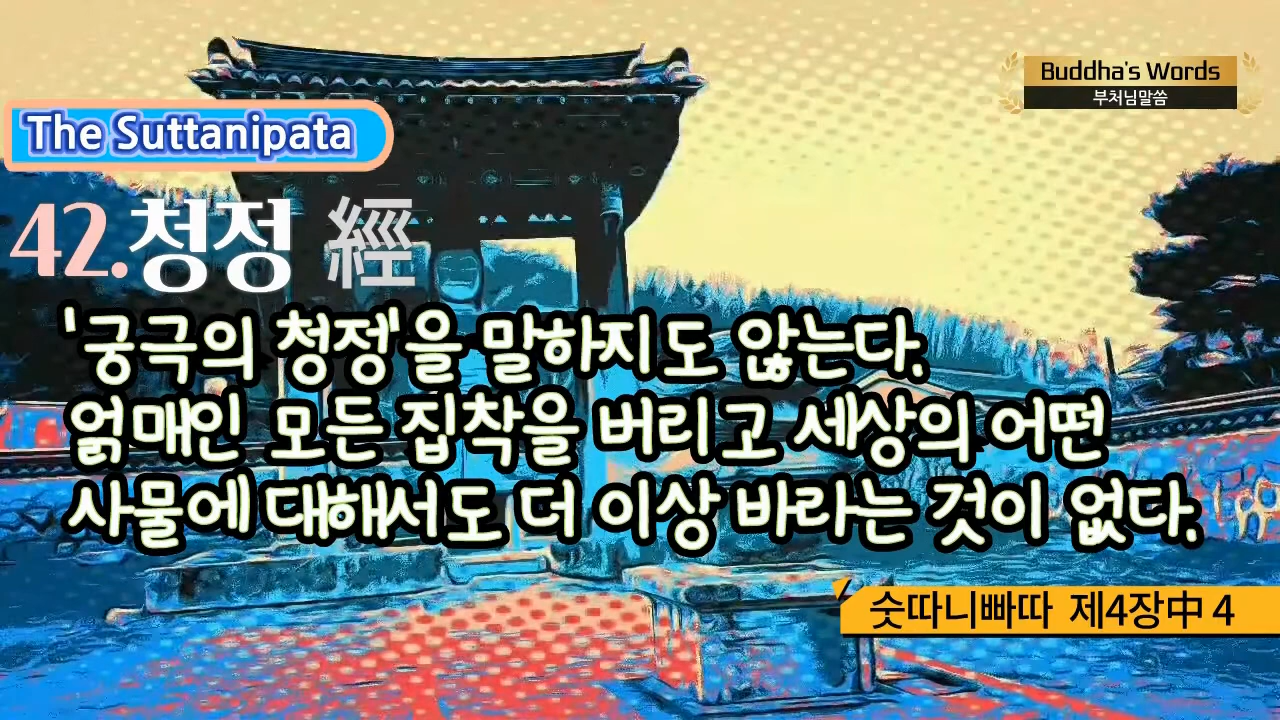 Buddha's Words
부처님말씀
The Suttanipata
42.청정 經
'궁극의 청정'을 말하지도 않는다.
얽매인 모든 집착을 버리고 세상의 어떤
사물에 대해서도 더 이상 바라는 것이 없다.
숫따니빠따 제4장中 4